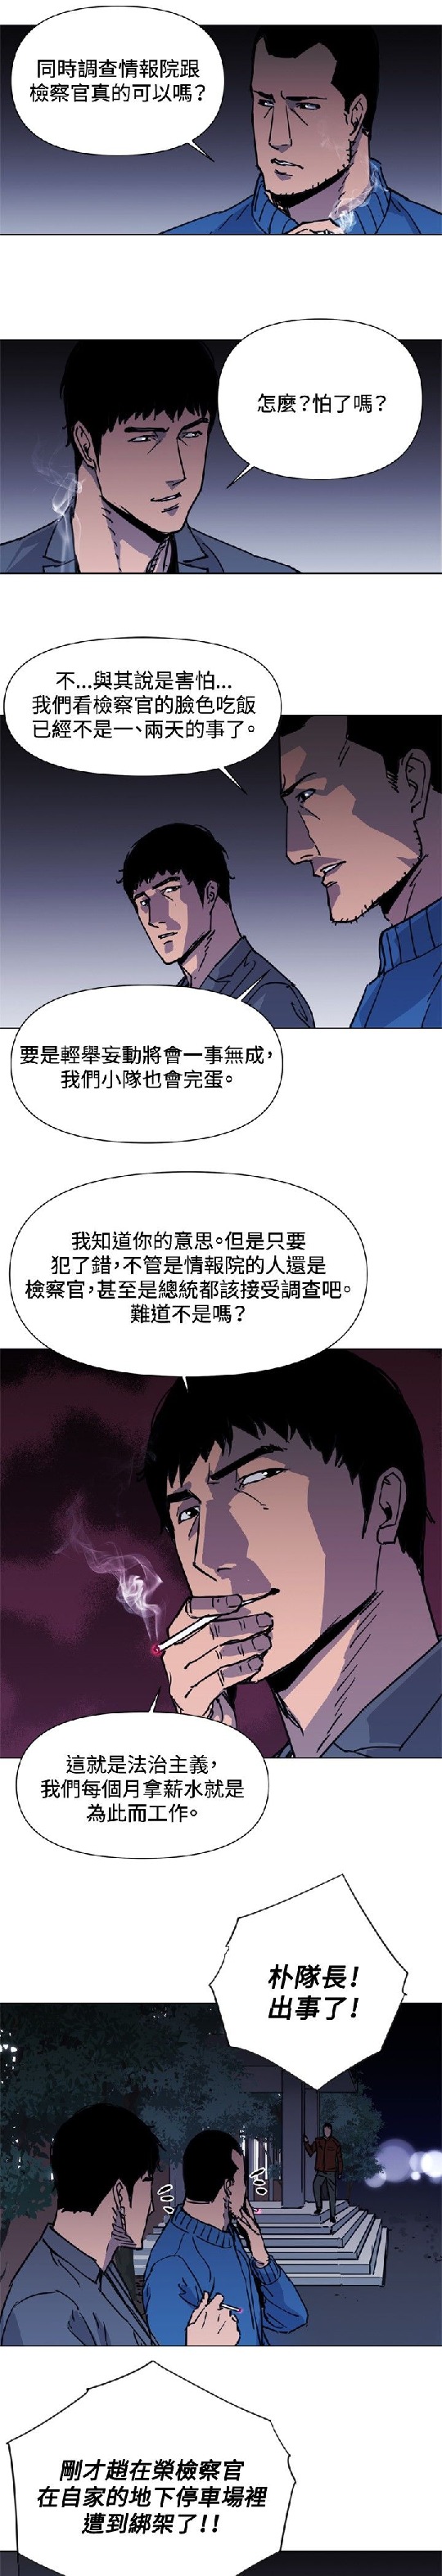 同時調查情報院跟
檢察官真的可以嗎？
怎麼？怕了嗎？
不...與其說是害怕...
我們看檢察官的臉色吃飯
已經不是一、兩天的事了。
要是輕舉妄動將會一事無成，
我們小隊也會完蛋。
我知道你的意思。但是只要
犯了錯，不管是情報院的人還是
檢察官，甚至是總統都該接受調查吧。
難道不是嗎？
這就是法治主義，
我們每個月拿薪水就是
為此而工作。
朴隊長！
出事了！
剛才趙在榮檢察官
在自家的地下停車場裡
遭到綁架了！！